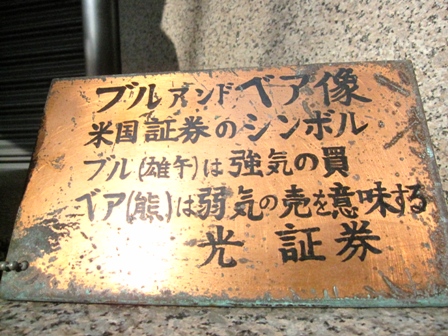 ブルアンドベア像
米国で証券のシンボル
ブル(雄牛)は強気の買
ベア(熊)は弱気の売を意味する
光証券